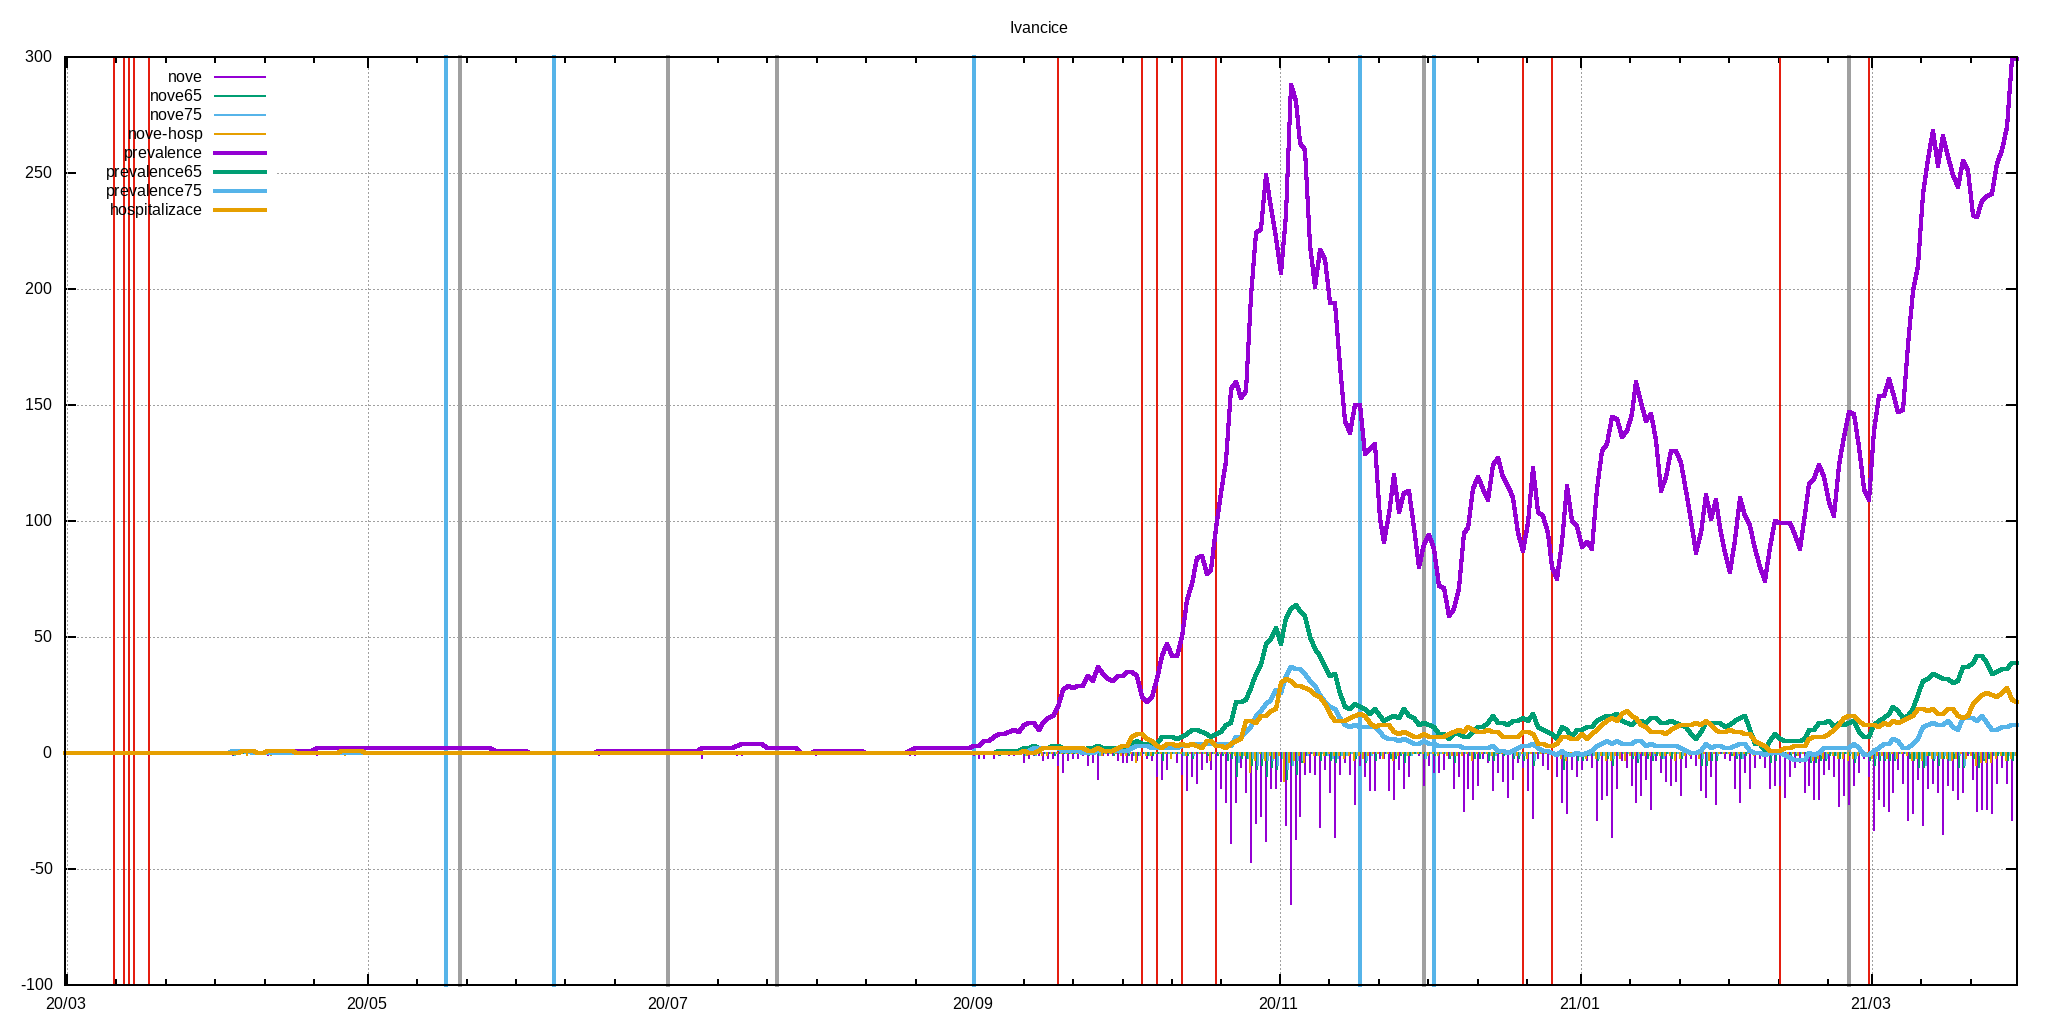 Ivancice
300
250
200
150
100
50
0
-50
-100
nove
nove65
nove75
nove-hosp
prevalence
prevalence65
prevalence75
hospitalizace
20/03 20/05 20/07 20/09 20/11 21/01 21/03